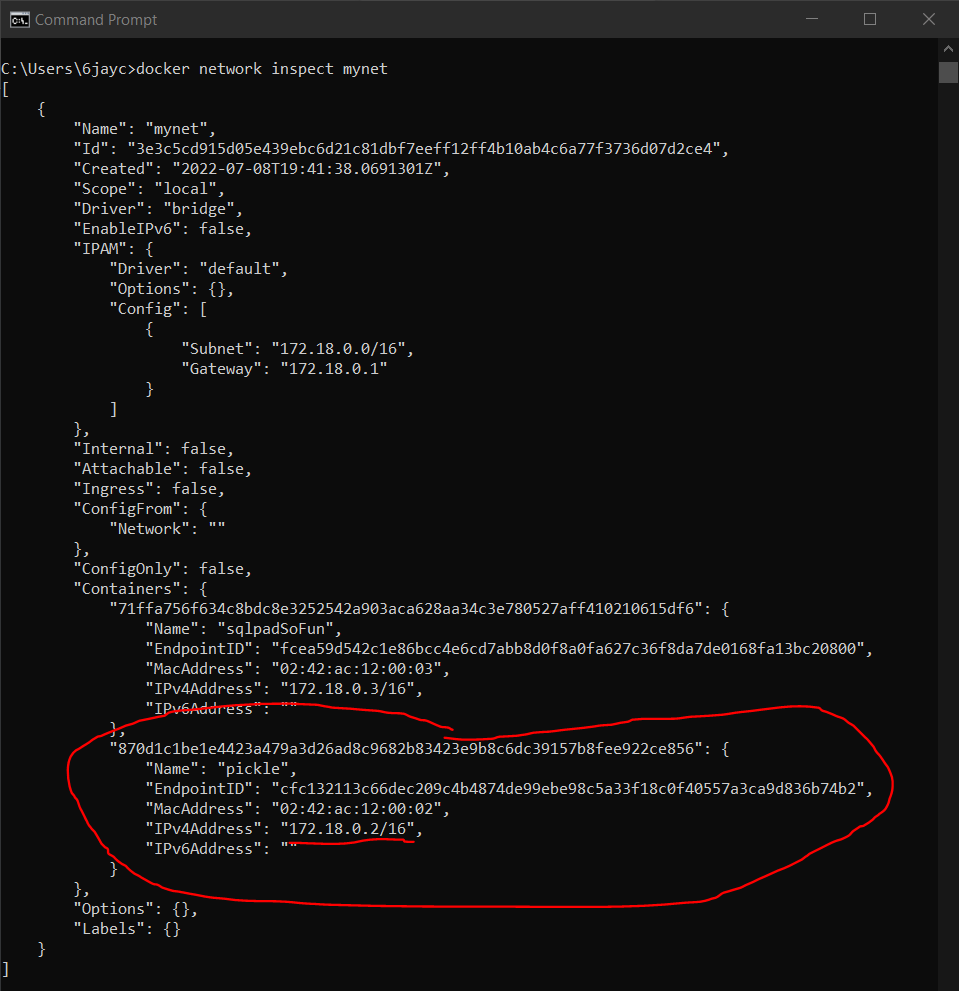 Command Prompt
C:\Users\6jayc>docker network inspect mynet
[
    {
        "Name": "mynet",
        "Id": "3e3c5cd915d05e439ebc6d21c81dbf7eeff12ff4b10ab4c6a77f3736d07d2ce4",
        "Created": "2022-07-08T19:41:38.0691301Z",
        "Scope": "local",
        "Driver": "bridge",
        "EnableIPv6": false,
        "IPAM": {
            "Driver": "default",
            "Options": {},
            "Config": [
                {
                    "Subnet": "172.18.0.0/16",
                    "Gateway": "172.18.0.1"
                }
            ]
        },
        "Internal": false,
        "Attachable": false,
        "Ingress": false,
        "ConfigFrom": {
            "Network": ""
        },
        "ConfigOnly": false,
        "Containers": {
            "71ffa756f634c8bdc8e3252542a903aca628aa34c3e780527aff410210615df6": {
                "Name": "sqlpadSoFun",
                "EndpointID": "fcea59d542c1e86bcc4e6cd7abb8d0f8a0fa627c36f8da7de0168fa13bc20800",
                "MacAddress": "02:42:ac:12:00:03",
                "IPv4Address": "172.18.0.3/16",
                "IPv6Address": ""
            },
            "870d1c1be1e4423a479a3d26ad8c9682b83423e9b8c6dc39157b8fee922ce856": {
                "Name": "pickle",
                "EndpointID": "cfc132113c66dec209c4b4874de99ebe98c5a33f18c0f40557a3ca9d836b74b2",
                "MacAddress": "02:42:ac:12:00:02",
                "IPv4Address": "172.18.0.2/16",
                "IPv6Address": ""
            }
        },
        "Options": {},
        "Labels": {}
    }
]